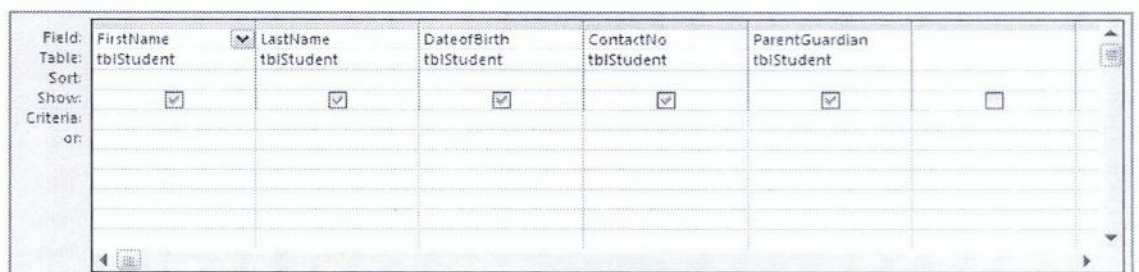 Field: FirstName LastName DateofBirth ContactNo ParentGuardian
Table: tblStudent tblStudent tblStudent tblStudent tblStudent
Sort:
Show:
Criteria:
or: